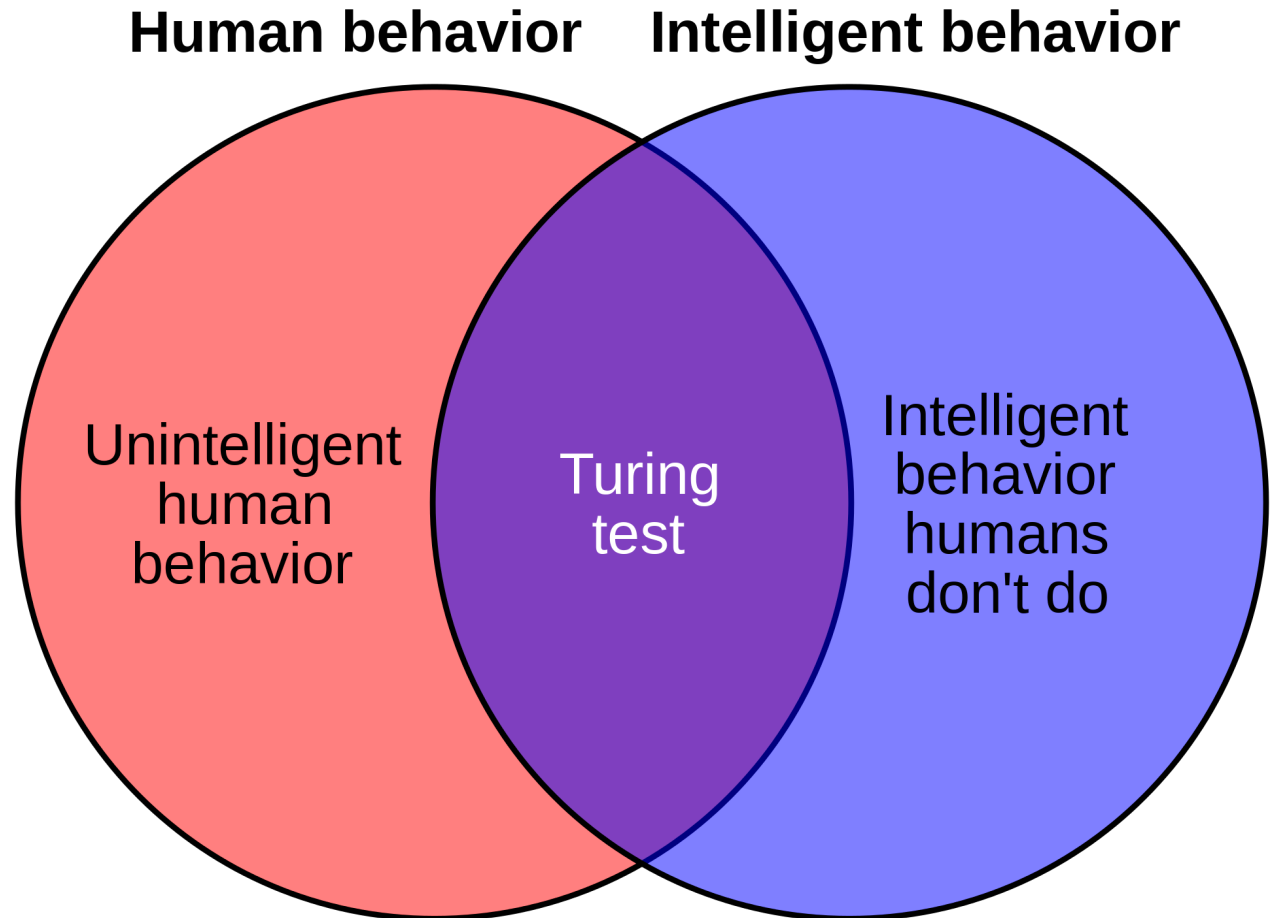 Human behavior
Intelligent behavior
Unintelligent
human
behavior
Turing
test
Intelligent
behavior
humans
don't do